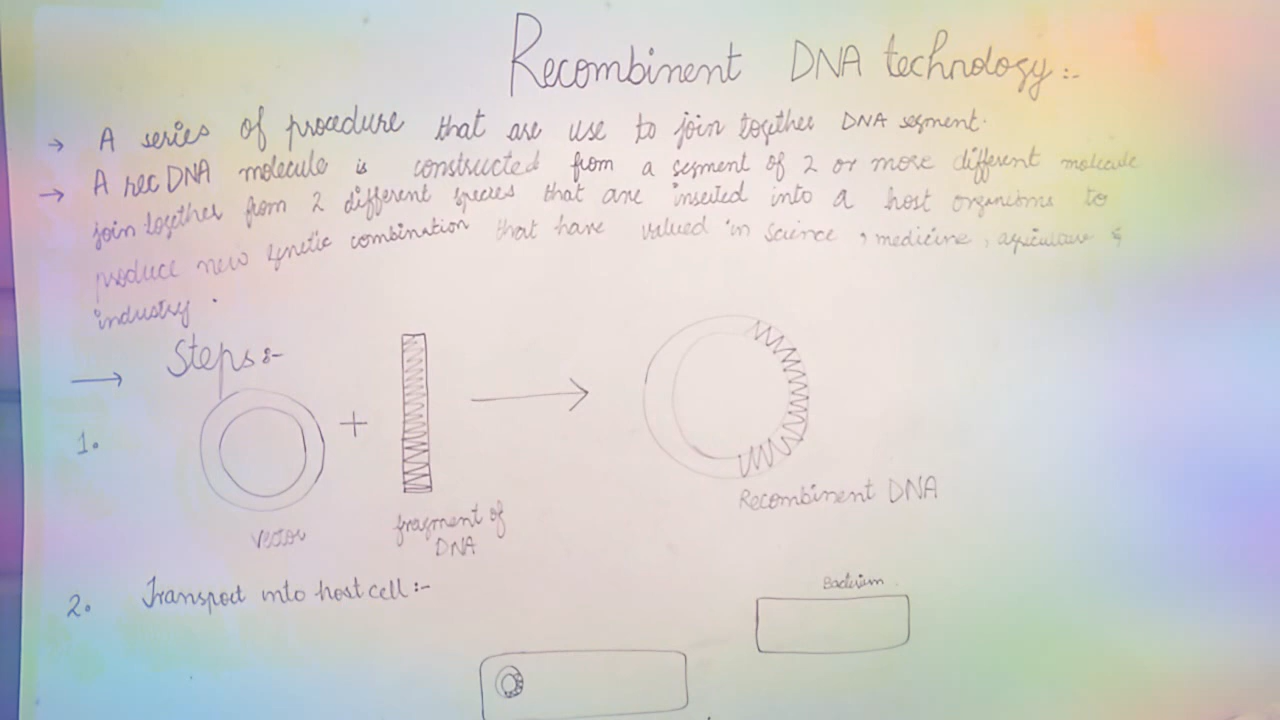 Recombinent DNA technology:-
→ A series of procedure that are use to join together DNA segment.
→ A rec DNA molecule is constructed from a segment of 2 or more different molecule
join together from 2 different species that are inserted into a host organisms to
produce new genetic combination that have valued in science, medicine, agriculture &
industry.
→ Steps:-
1.
+ →
vector
fragment of
DNA
Recombinent DNA
2. Transport into host cell:-
Bacterium